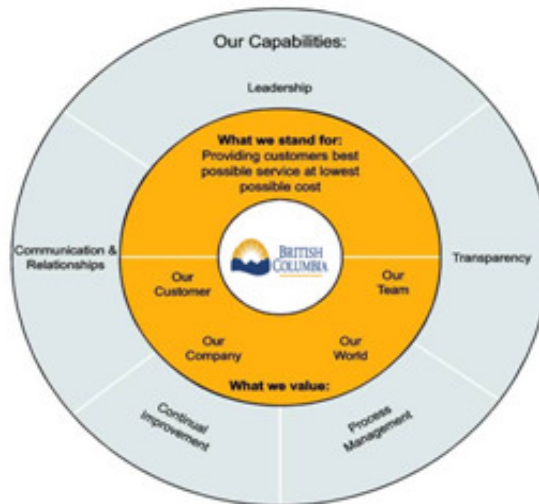 Our Capabilities:
Leadership
What we stand for:
Providing customers best
possible service at lowest
possible cost
Communication &
Relationships
BRITISH
COLUMBIA
Transparency
Our
Customer
Our
Team
Our
Company
Our
World
What we value:
Continual
Improvement
Process
Management